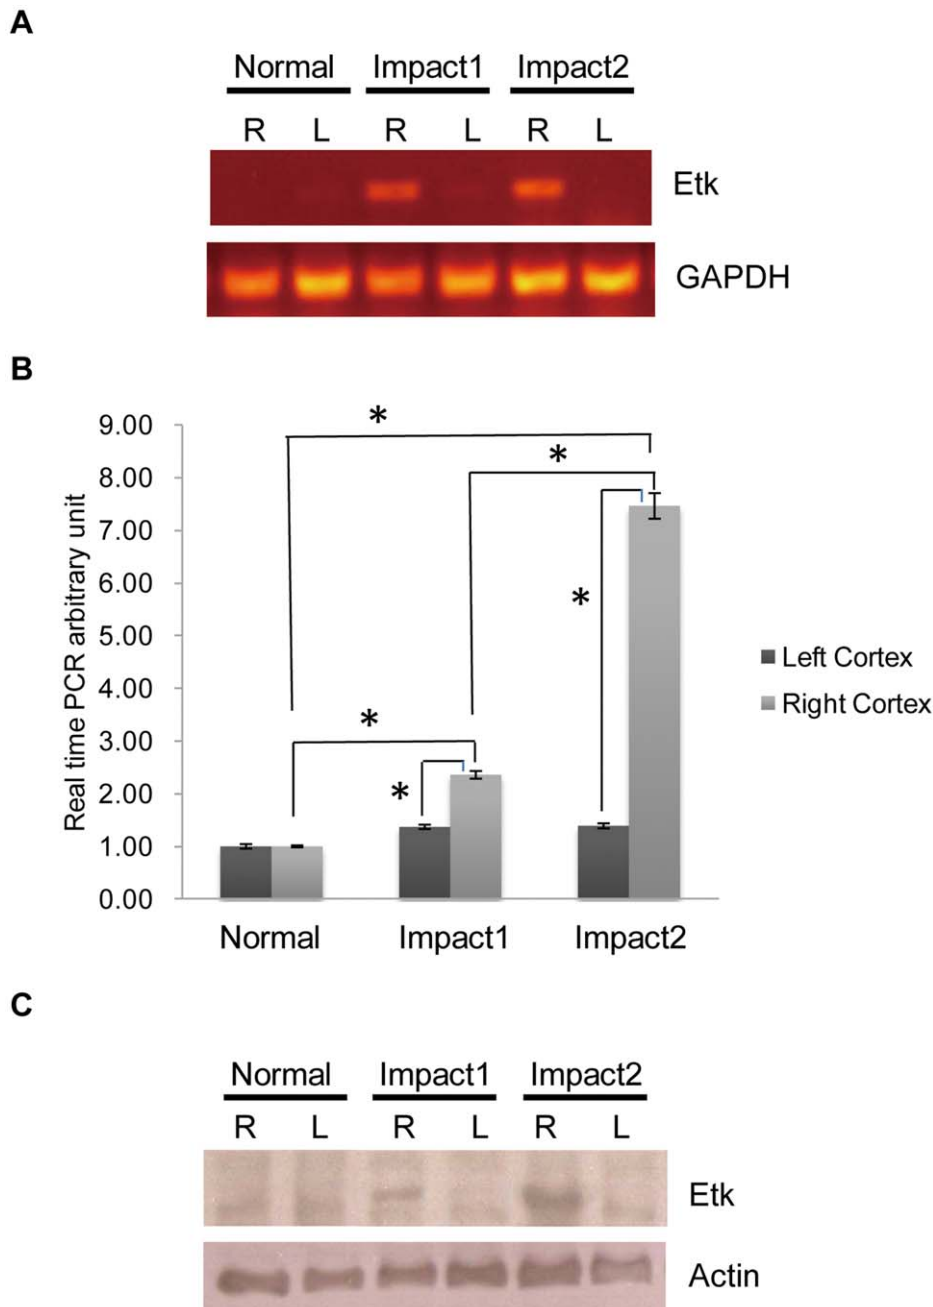 A
Normal Impact1 Impact2
R L R L R L
Etk
GAPDH
B
Real time PCR arbitrary unit
9.00
8.00
7.00
6.00
5.00
4.00
3.00
2.00
1.00
0.00
*
*
*
*
*
Normal Impact1 Impact2
Left Cortex
Right Cortex
C
Normal Impact1 Impact2
R L R L R L
Etk
Actin